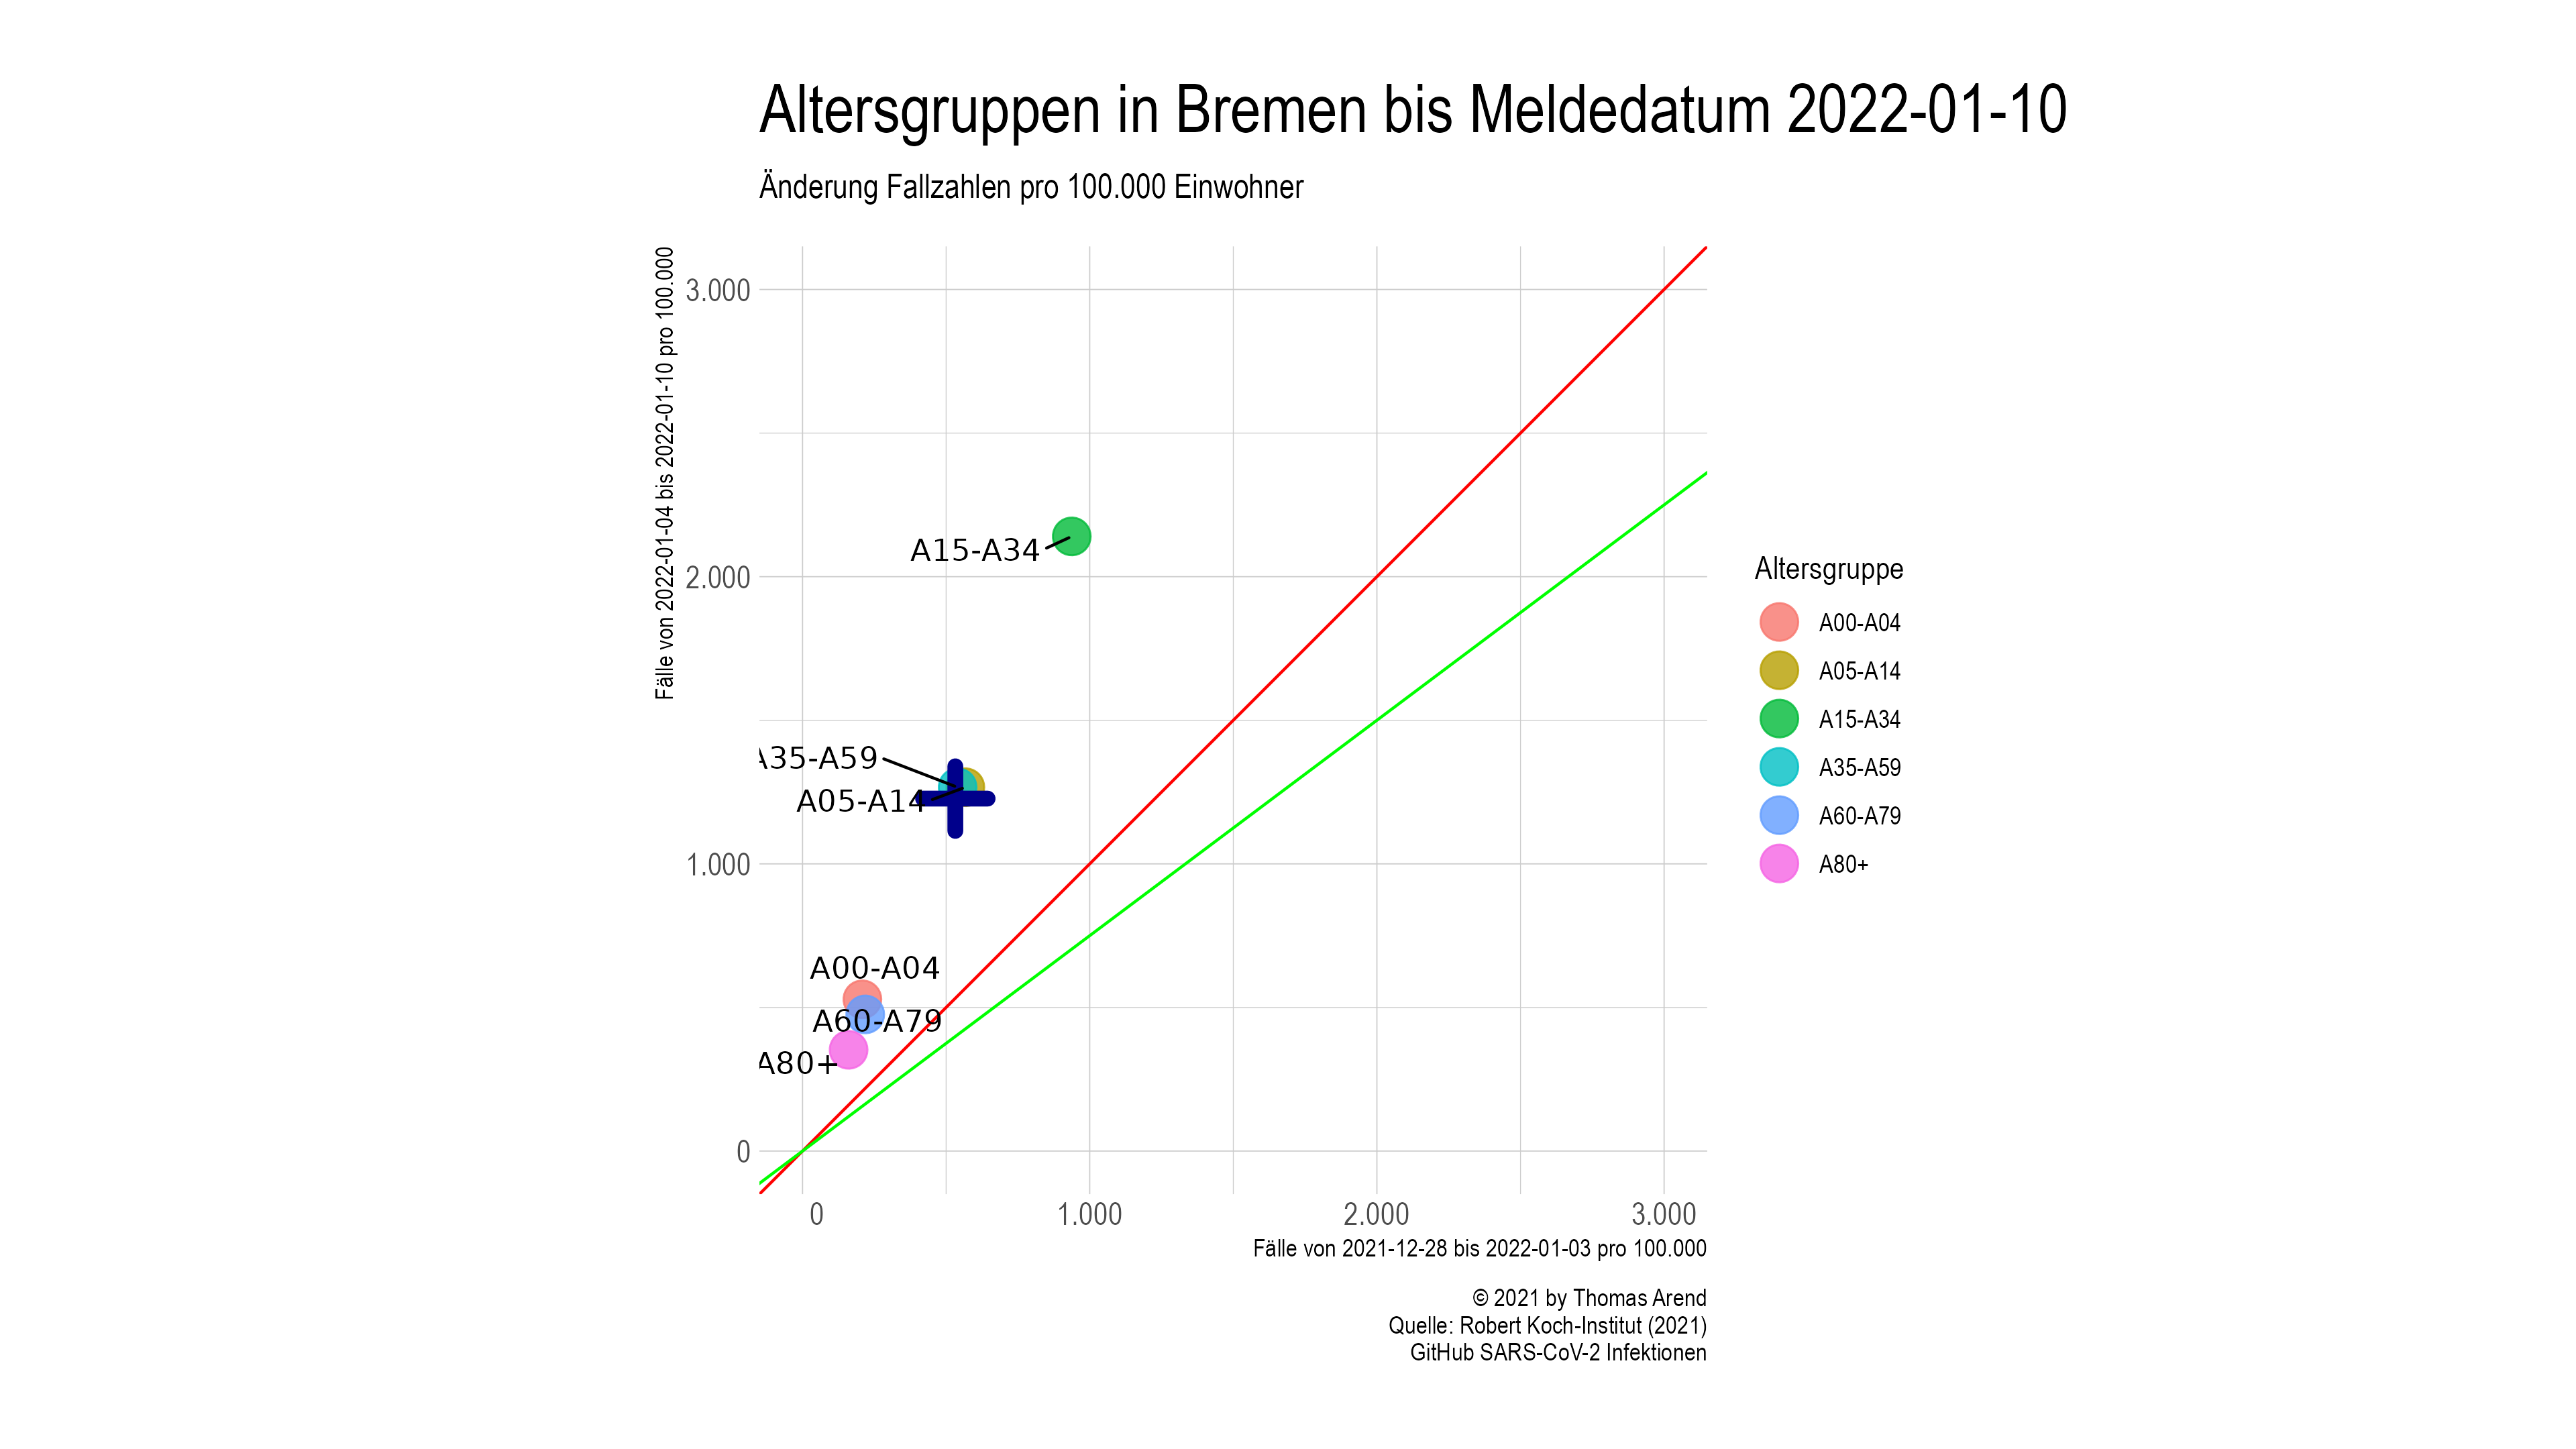 Altersgruppen in Bremen bis Meldedatum 2022-01-10
Änderung Fallzahlen pro 100.000 Einwohner
Fälle von 2022-01-04 bis 2022-01-10 pro 100.000
3.000
2.000
1.000
0
A15-A34
A35-A59
A05-A14
A00-A04
A60-A79
A80+
0
1.000
2.000
3.000
Fälle von 2021-12-28 bis 2022-01-03 pro 100.000
Altersgruppe
A00-A04
A05-A14
A15-A34
A35-A59
A60-A79
A80+
© 2021 by Thomas Arend
Quelle: Robert Koch-Institut (2021)
GitHub SARS-CoV-2 Infektionen